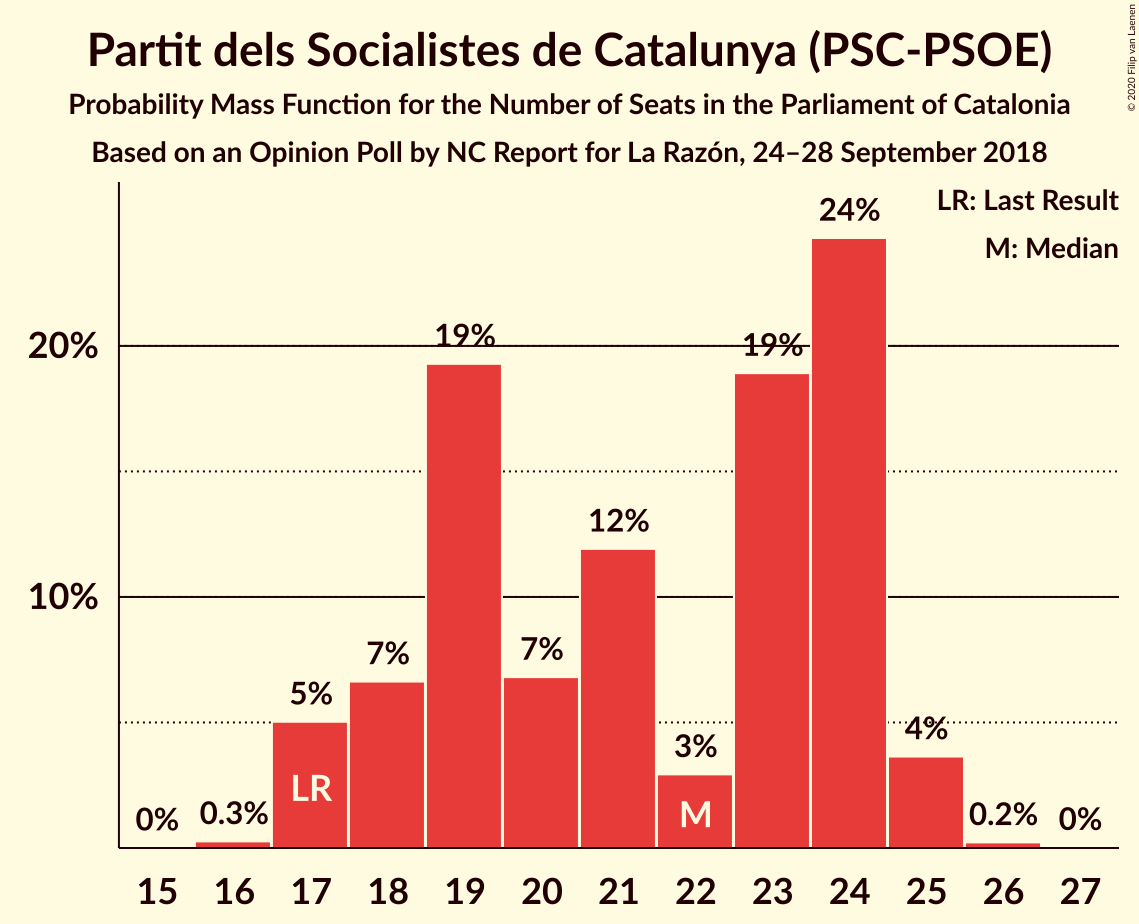 Partit dels Socialistes de Catalunya (PSC-PSOE)
Probability Mass Function for the Number of Seats in the Parliament of Catalonia
Based on an Opinion Poll by NC Report for La Razón, 24–28 September 2018
© 2020 Filip van Laenen
LR: Last Result
M: Median
20%
10%
0%
0.3%
5%
7%
19%
7%
12%
3%
19%
24%
4%
0.2%
0%
LR
M
15 16 17 18 19 20 21 22 23 24 25 26 27